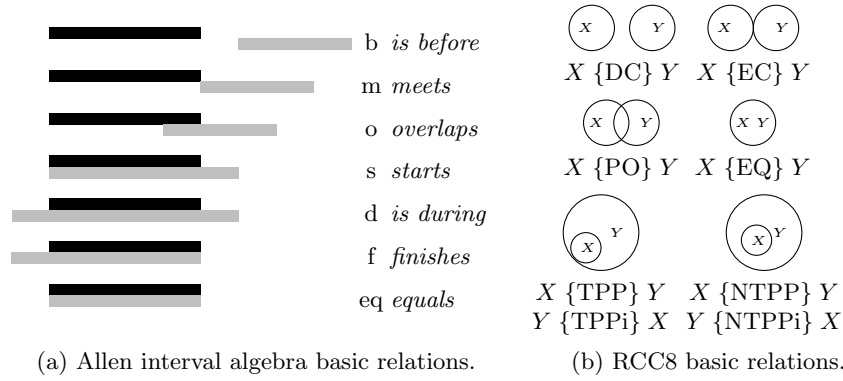 b is before
m meets
o overlaps
s starts
d is during
f finishes
eq equals
(a) Allen interval algebra basic relations.
X Y X Y
X {DC} Y X {EC} Y
X Y X Y
X {PO} Y X {EQ} Y
X Y X Y
X {TPP} Y X {NTPP} Y
Y {TPPi} X Y {NTPPi} X
(b) RCC8 basic relations.